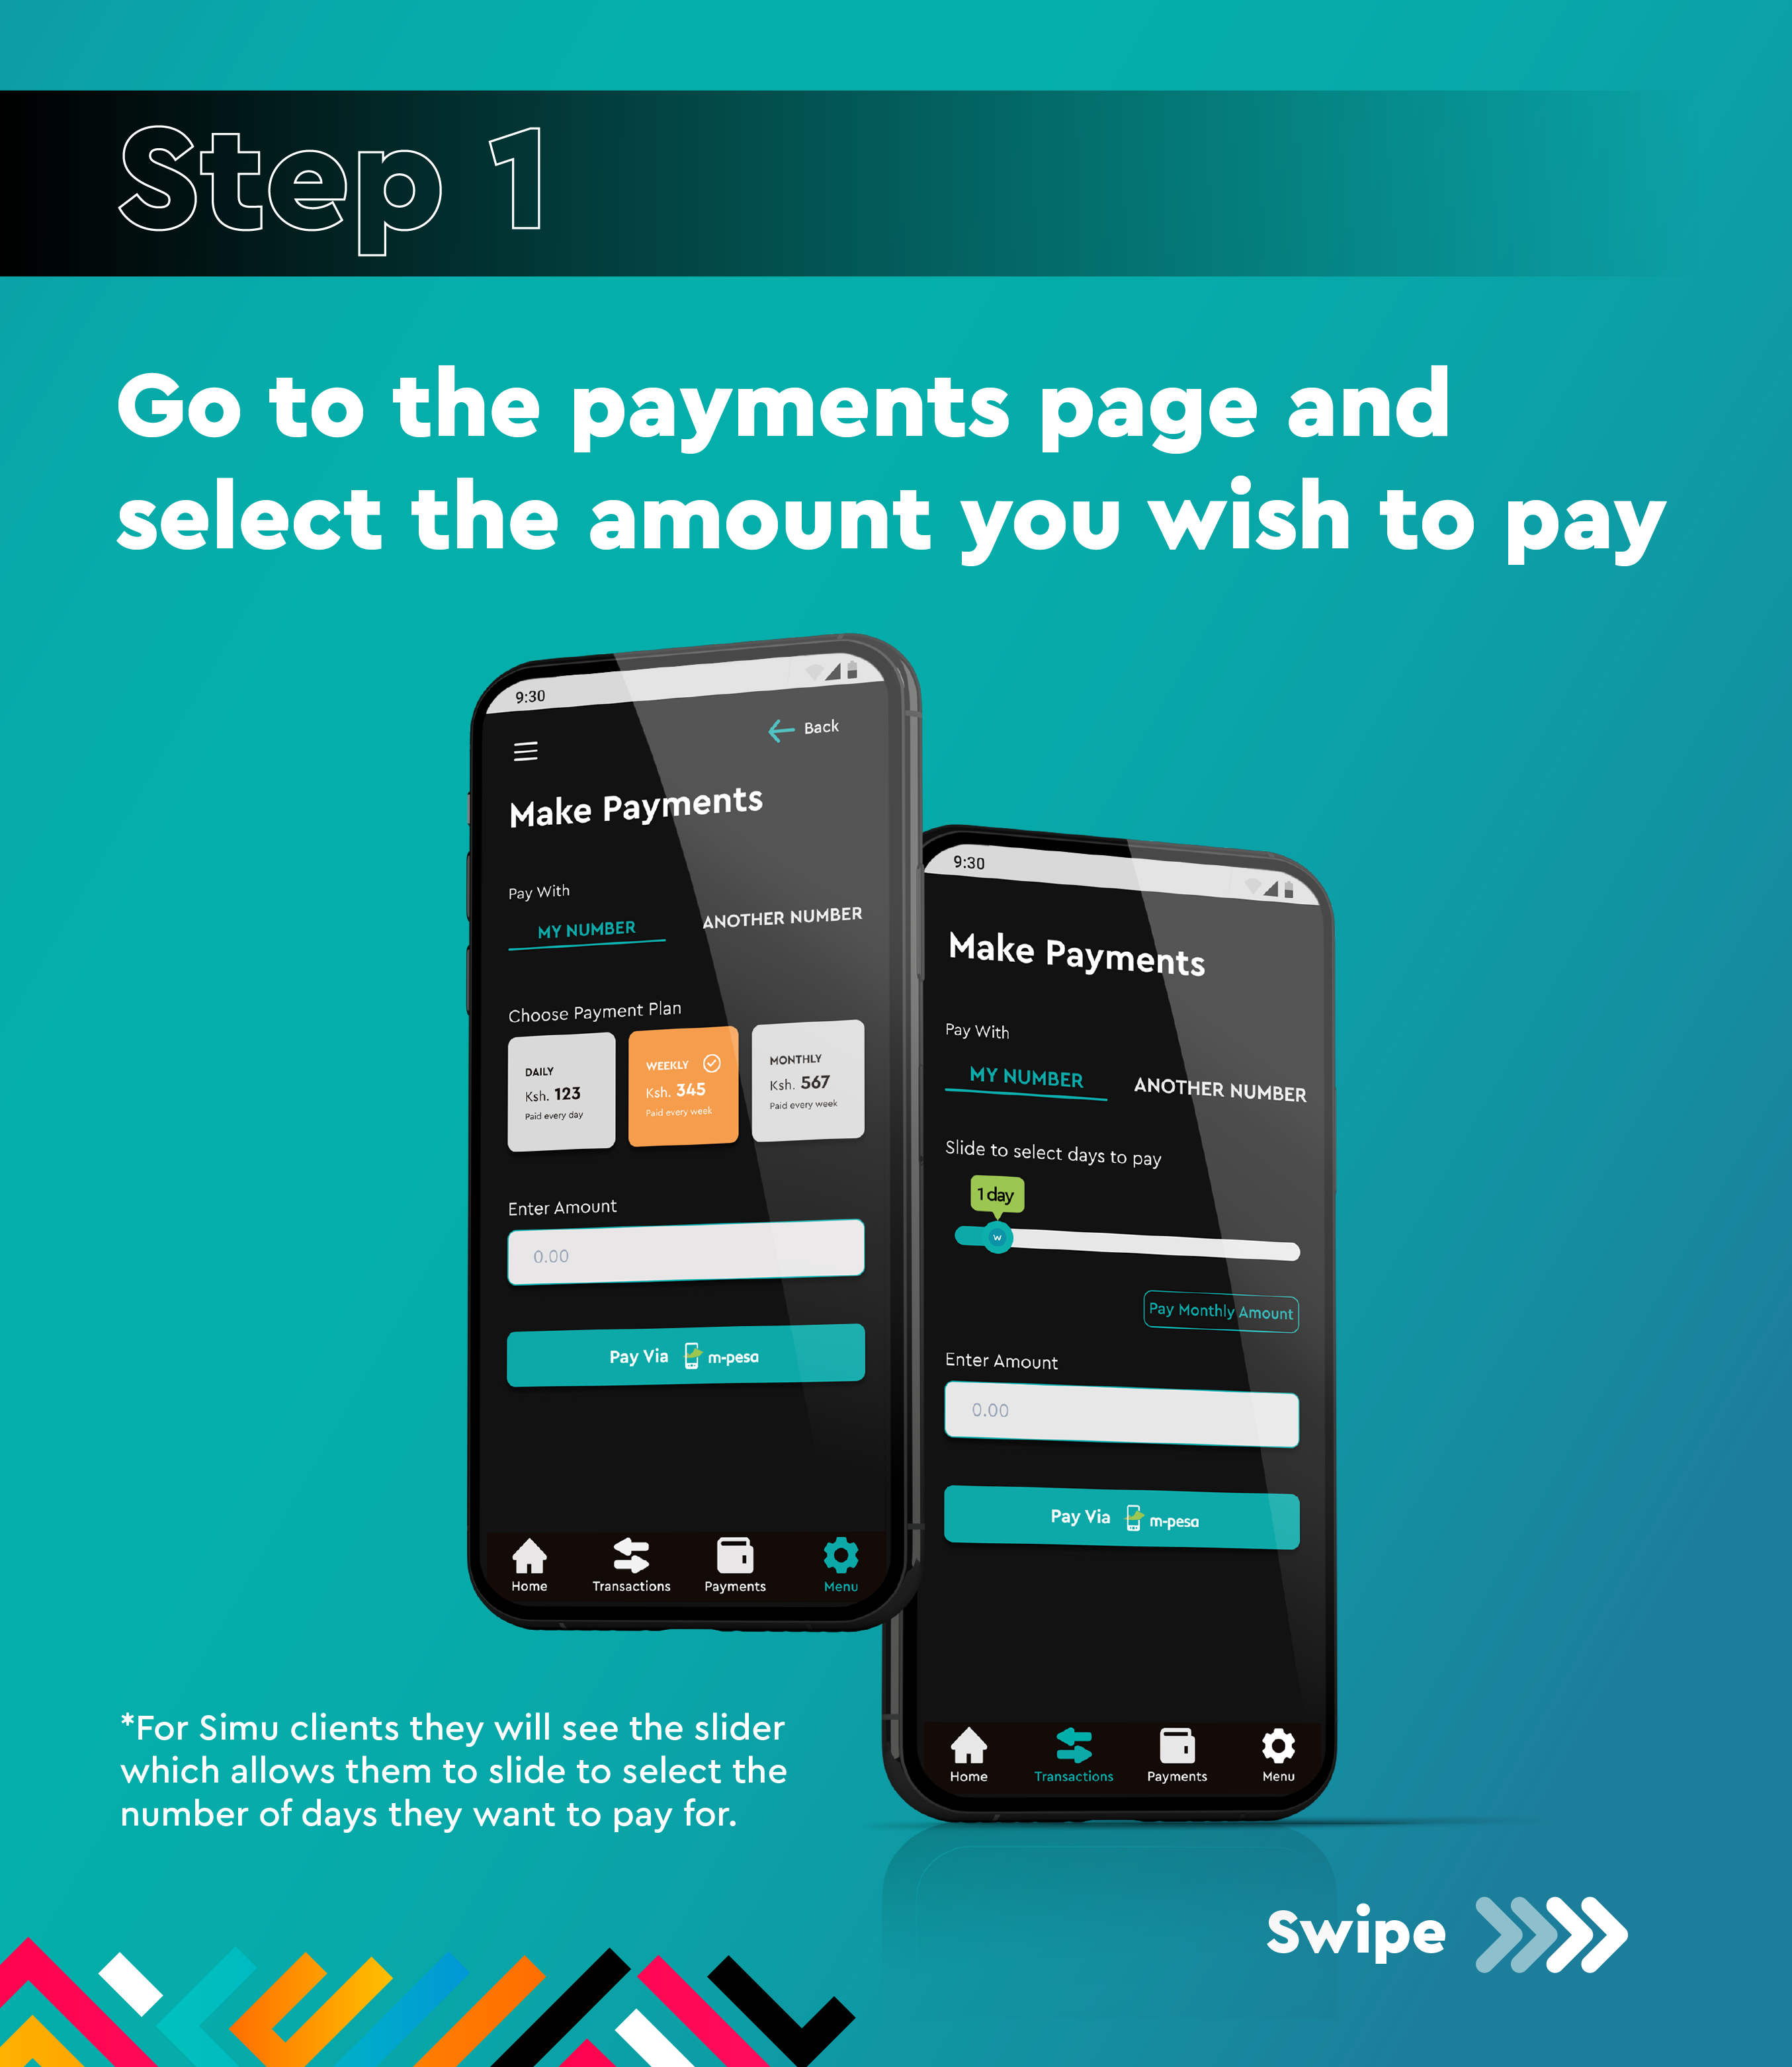 Step 1
Go to the payments page and
select the amount you wish to pay
9:30
Back
Make Payments
Pay With
MY NUMBER
ANOTHER NUMBER
Choose Payment Plan
DAILY
Ksh. 123
Paid every day
WEEKLY
Ksh. 345
Paid every week
MONTHLY
Ksh. 567
Paid every week
Enter Amount
0.00
Pay Via m-pesa
Home
Transactions
Payments
Menu
9:30
Make Payments
Pay With
MY NUMBER
ANOTHER NUMBER
Slide to select days to pay
1 day
w
Pay Monthly Amount
Enter Amount
0.00
Pay Via m-pesa
Home
Transactions
Payments
Menu
*For Simu clients they will see the slider
which allows them to slide to select the
number of days they want to pay for.
Swipe